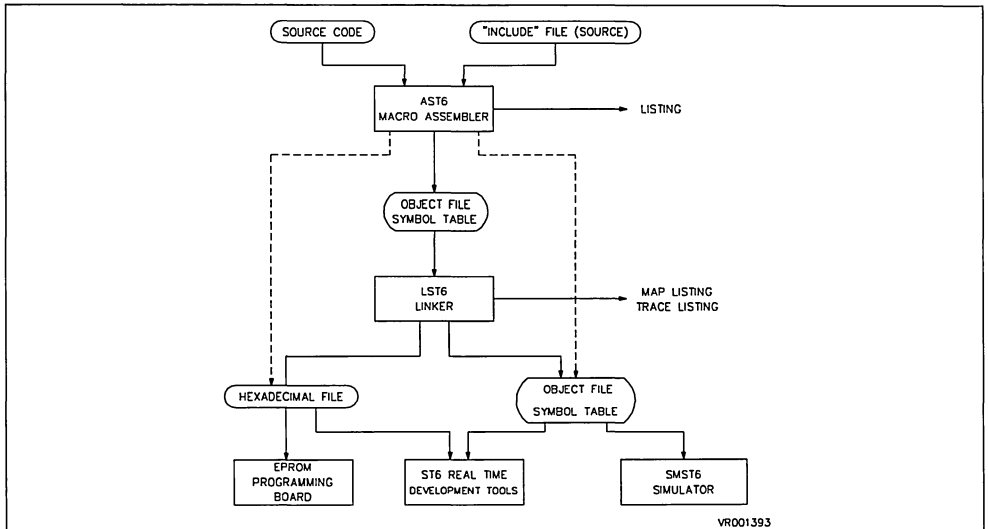 SOURCE CODE
"INCLUDE" FILE (SOURCE)
AST6
MACRO ASSEMBLER
LISTING
OBJECT FILE
SYMBOL TABLE
LST6
LINKER
MAP LISTING
TRACE LISTING
HEXADECIMAL FILE
OBJECT FILE
SYMBOL TABLE
EPROM
PROGRAMMING
BOARD
ST6 REAL TIME
DEVELOPMENT TOOLS
SMST6
SIMULATOR
VR001393